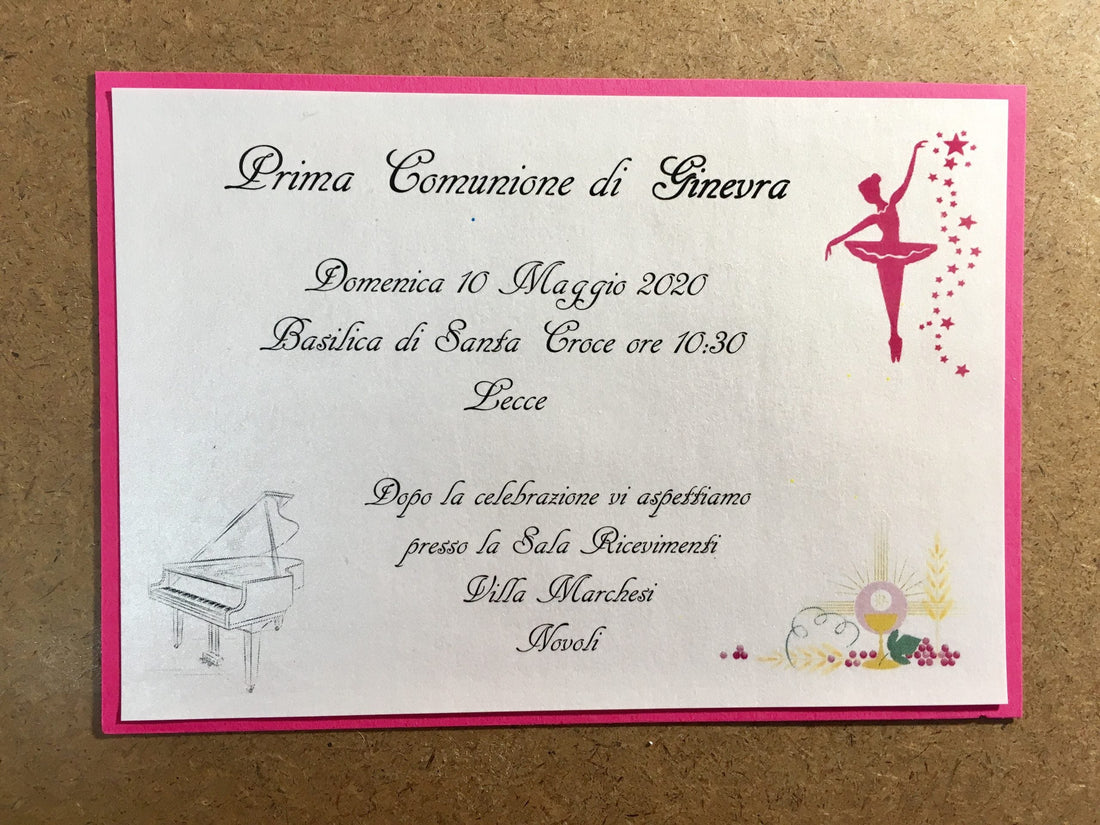 Prima Comunione di Ginevra
Domenica 10 Maggio 2020
Basilica di Santa Croce ore 10:30
Lecce
Dopo la celebrazione vi aspettiamo
presso la Sala Ricevimenti
Villa Marchesi
Novoli